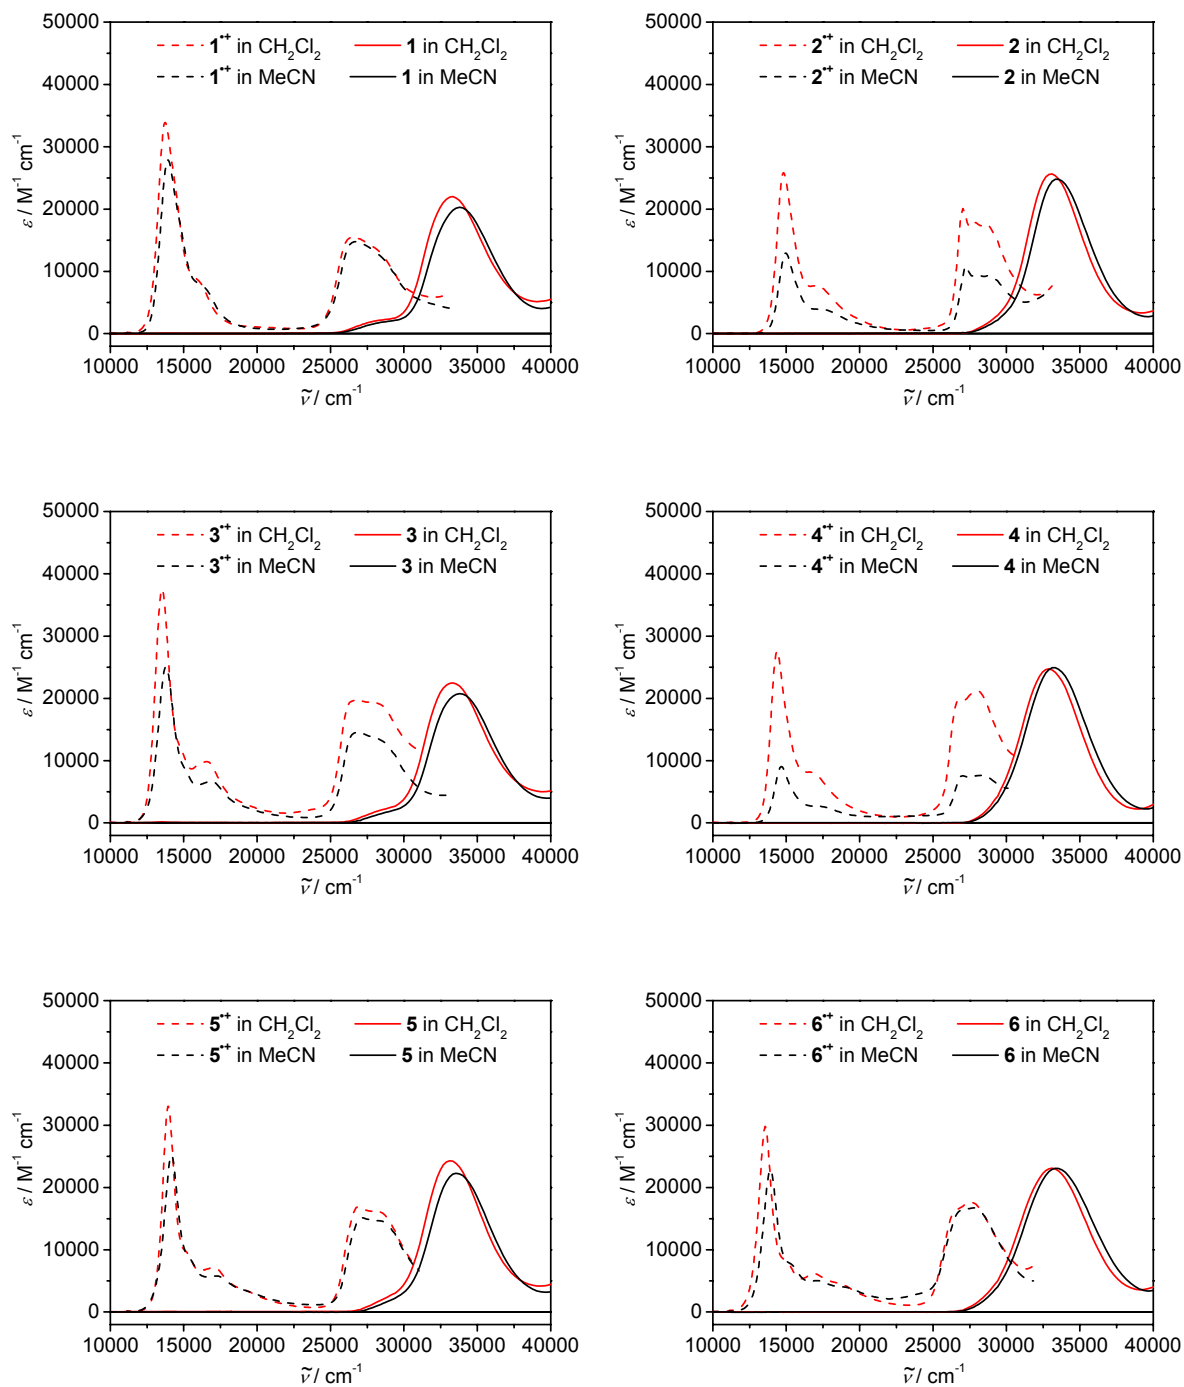 50000
40000
30000
20000
10000
0
ε / M⁻¹ cm⁻¹
1•+ in CH₂Cl₂ 1 in CH₂Cl₂
1•+ in MeCN 1 in MeCN
10000 15000 20000 25000 30000 35000 40000
ν̃ / cm⁻¹
50000
40000
30000
20000
10000
0
ε / M⁻¹ cm⁻¹
2•+ in CH₂Cl₂ 2 in CH₂Cl₂
2•+ in MeCN 2 in MeCN
10000 15000 20000 25000 30000 35000 40000
ν̃ / cm⁻¹
50000
40000
30000
20000
10000
0
ε / M⁻¹ cm⁻¹
3•+ in CH₂Cl₂ 3 in CH₂Cl₂
3•+ in MeCN 3 in MeCN
10000 15000 20000 25000 30000 35000 40000
ν̃ / cm⁻¹
50000
40000
30000
20000
10000
0
ε / M⁻¹ cm⁻¹
4•+ in CH₂Cl₂ 4 in CH₂Cl₂
4•+ in MeCN 4 in MeCN
10000 15000 20000 25000 30000 35000 40000
ν̃ / cm⁻¹
50000
40000
30000
20000
10000
0
ε / M⁻¹ cm⁻¹
5•+ in CH₂Cl₂ 5 in CH₂Cl₂
5•+ in MeCN 5 in MeCN
10000 15000 20000 25000 30000 35000 40000
ν̃ / cm⁻¹
50000
40000
30000
20000
10000
0
ε / M⁻¹ cm⁻¹
6•+ in CH₂Cl₂ 6 in CH₂Cl₂
6•+ in MeCN 6 in MeCN
10000 15000 20000 25000 30000 35000 40000
ν̃ / cm⁻¹